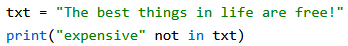 txt = "The best things in life are free!"
print("expensive" not in txt)